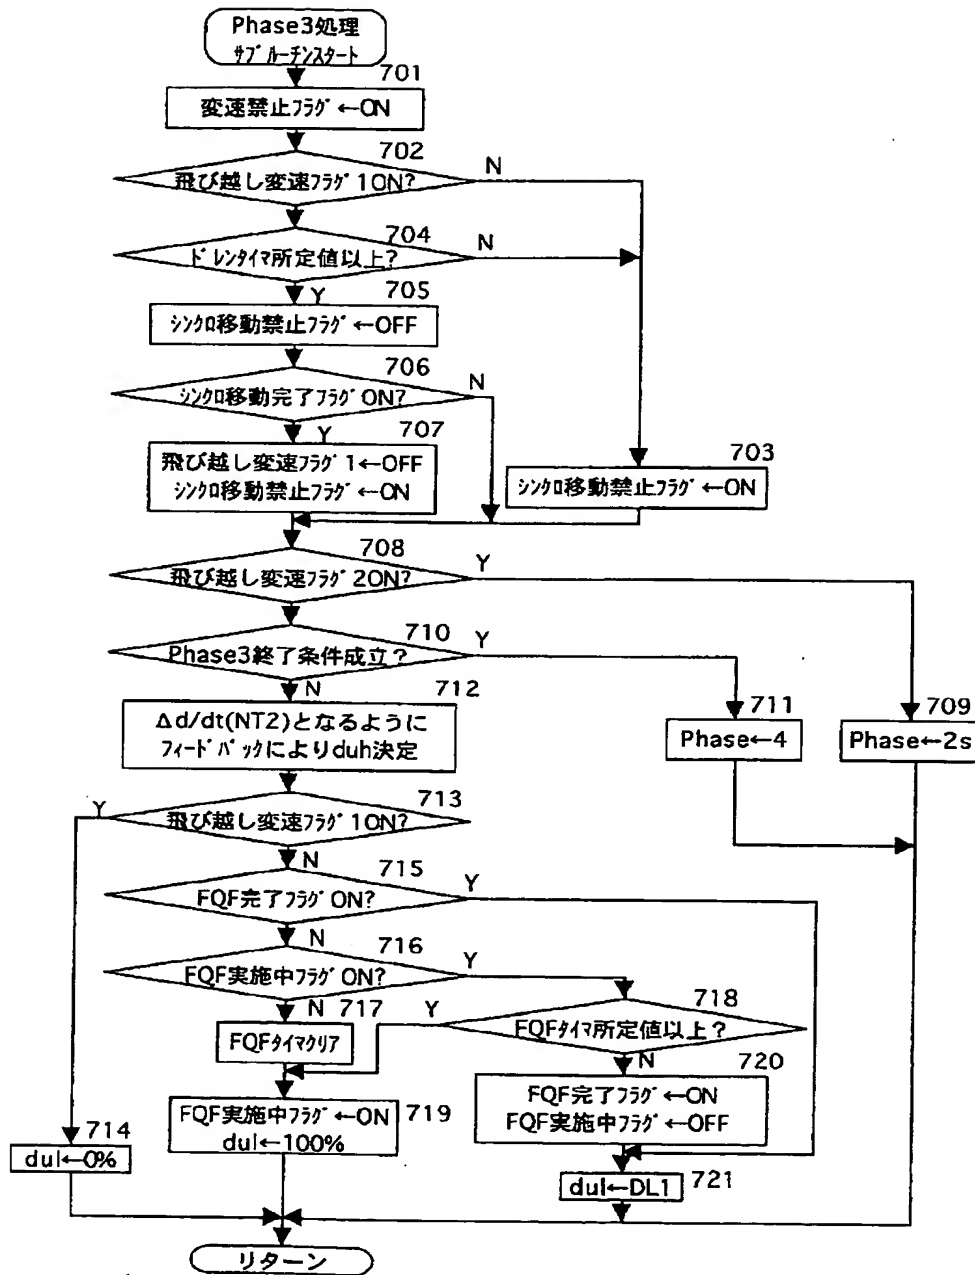 Phase3処理
ｻﾌﾞﾙｰﾁﾝｽﾀｰﾄ
701
変速禁止ﾌﾗｸﾞ←ON
702
飛び越し変速ﾌﾗｸﾞ1ON?
N
704
ﾄﾞﾚﾝﾀｲﾏ所定値以上?
N
Y
705
ｼﾝｸﾛ移動禁止ﾌﾗｸﾞ←OFF
706
ｼﾝｸﾛ移動完了ﾌﾗｸﾞON?
N
Y
707
飛び越し変速ﾌﾗｸﾞ1←OFF
ｼﾝｸﾛ移動禁止ﾌﾗｸﾞ←ON
703
ｼﾝｸﾛ移動禁止ﾌﾗｸﾞ←ON
708
飛び越し変速ﾌﾗｸﾞ2ON?
Y
710
Phase3終了条件成立?
Y
N
712
Δd/dt(NT2)となるように
ﾌｨｰﾄﾞﾊﾞｯｸによりduh決定
711
Phase←4
709
Phase←2s
713
飛び越し変速ﾌﾗｸﾞ1ON?
Y
N
715
FQF完了ﾌﾗｸﾞON?
Y
N
716
FQF実施中ﾌﾗｸﾞON?
Y
N
717
FQFﾀｲﾏｸﾘｱ
718
FQFﾀｲﾏ所定値以上?
Y
N
720
FQF完了ﾌﾗｸﾞ←ON
FQF実施中ﾌﾗｸﾞ←OFF
FQF実施中ﾌﾗｸﾞ←ON
dul←100%
719
714
dul←0%
dul←DL1
721
リターン